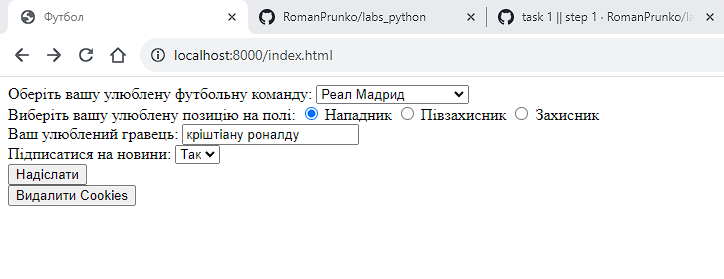 Футбол
RomanPrunko/labs_python
task 1 || step 1 · RomanPrunko/la
localhost:8000/index.html
Оберіть вашу улюблену футбольну команду: Реал Мадрид
Виберіть вашу улюблену позицію на полі: Нападник Півзахисник Захисник
Ваш улюблений гравець: кріштіану роналду
Підписатися на новини: Так
Надіслати
Видалити Cookies